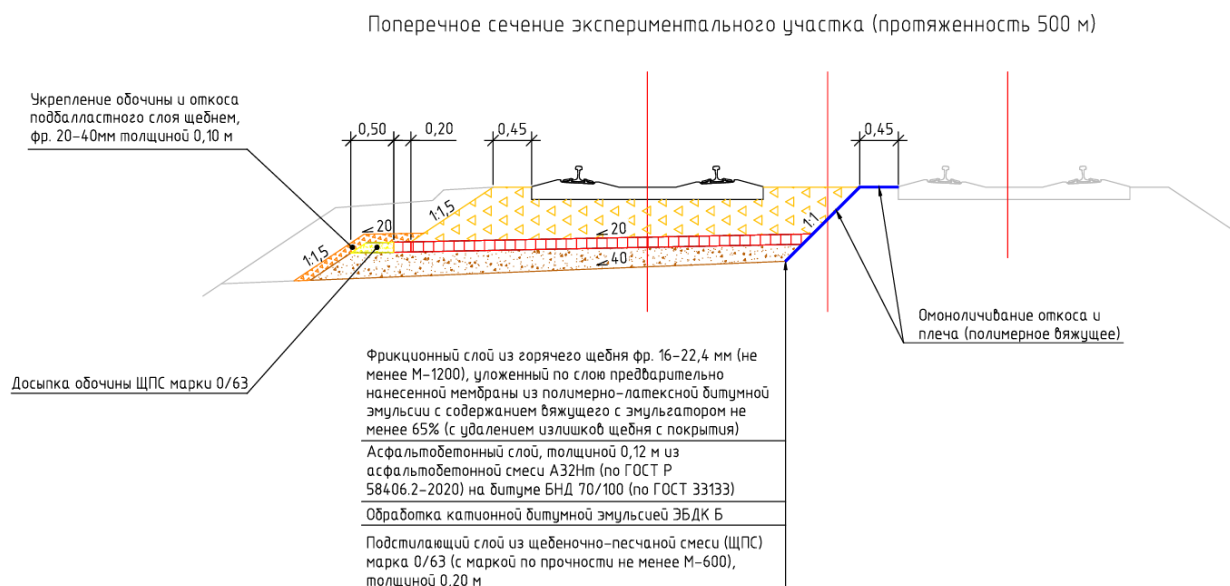 Поперечное сечение экспериментального участка (протяженность 500 м)
Укрепление обочины и откоса
подбалластного слоя щебнем,
фр. 20-40мм толщиной 0,10 м
0,50
0,20
0,45
0,45
1:1,5
≤20
1:1,5
≤20
1:1
≤40
Омоноличивание откоса и
плеча (полимерное вяжущее)
Досыпка обочины ЩПС марки 0/63
Фрикционный слой из горячего щебня фр. 16-22,4 мм (не
менее М-1200), уложенный по слою предварительно
нанесенной мембраны из полимерно-латексной битумной
эмульсии с содержанием вяжущего с эмульгатором не
менее 65% (с удалением излишков щебня с покрытия)
Асфальтобетонный слой, толщиной 0,12 м из
асфальтобетонной смеси А32Нт (по ГОСТ Р
58406.2-2020) на битуме БНД 70/100 (по ГОСТ 33133)
Обработка катионной битумной эмульсией ЭБДК Б
Подстилающий слой из щебеночно-песчаной смеси (ЩПС)
марка 0/63 (с маркой по прочности не менее М-600),
толщиной 0,20 м